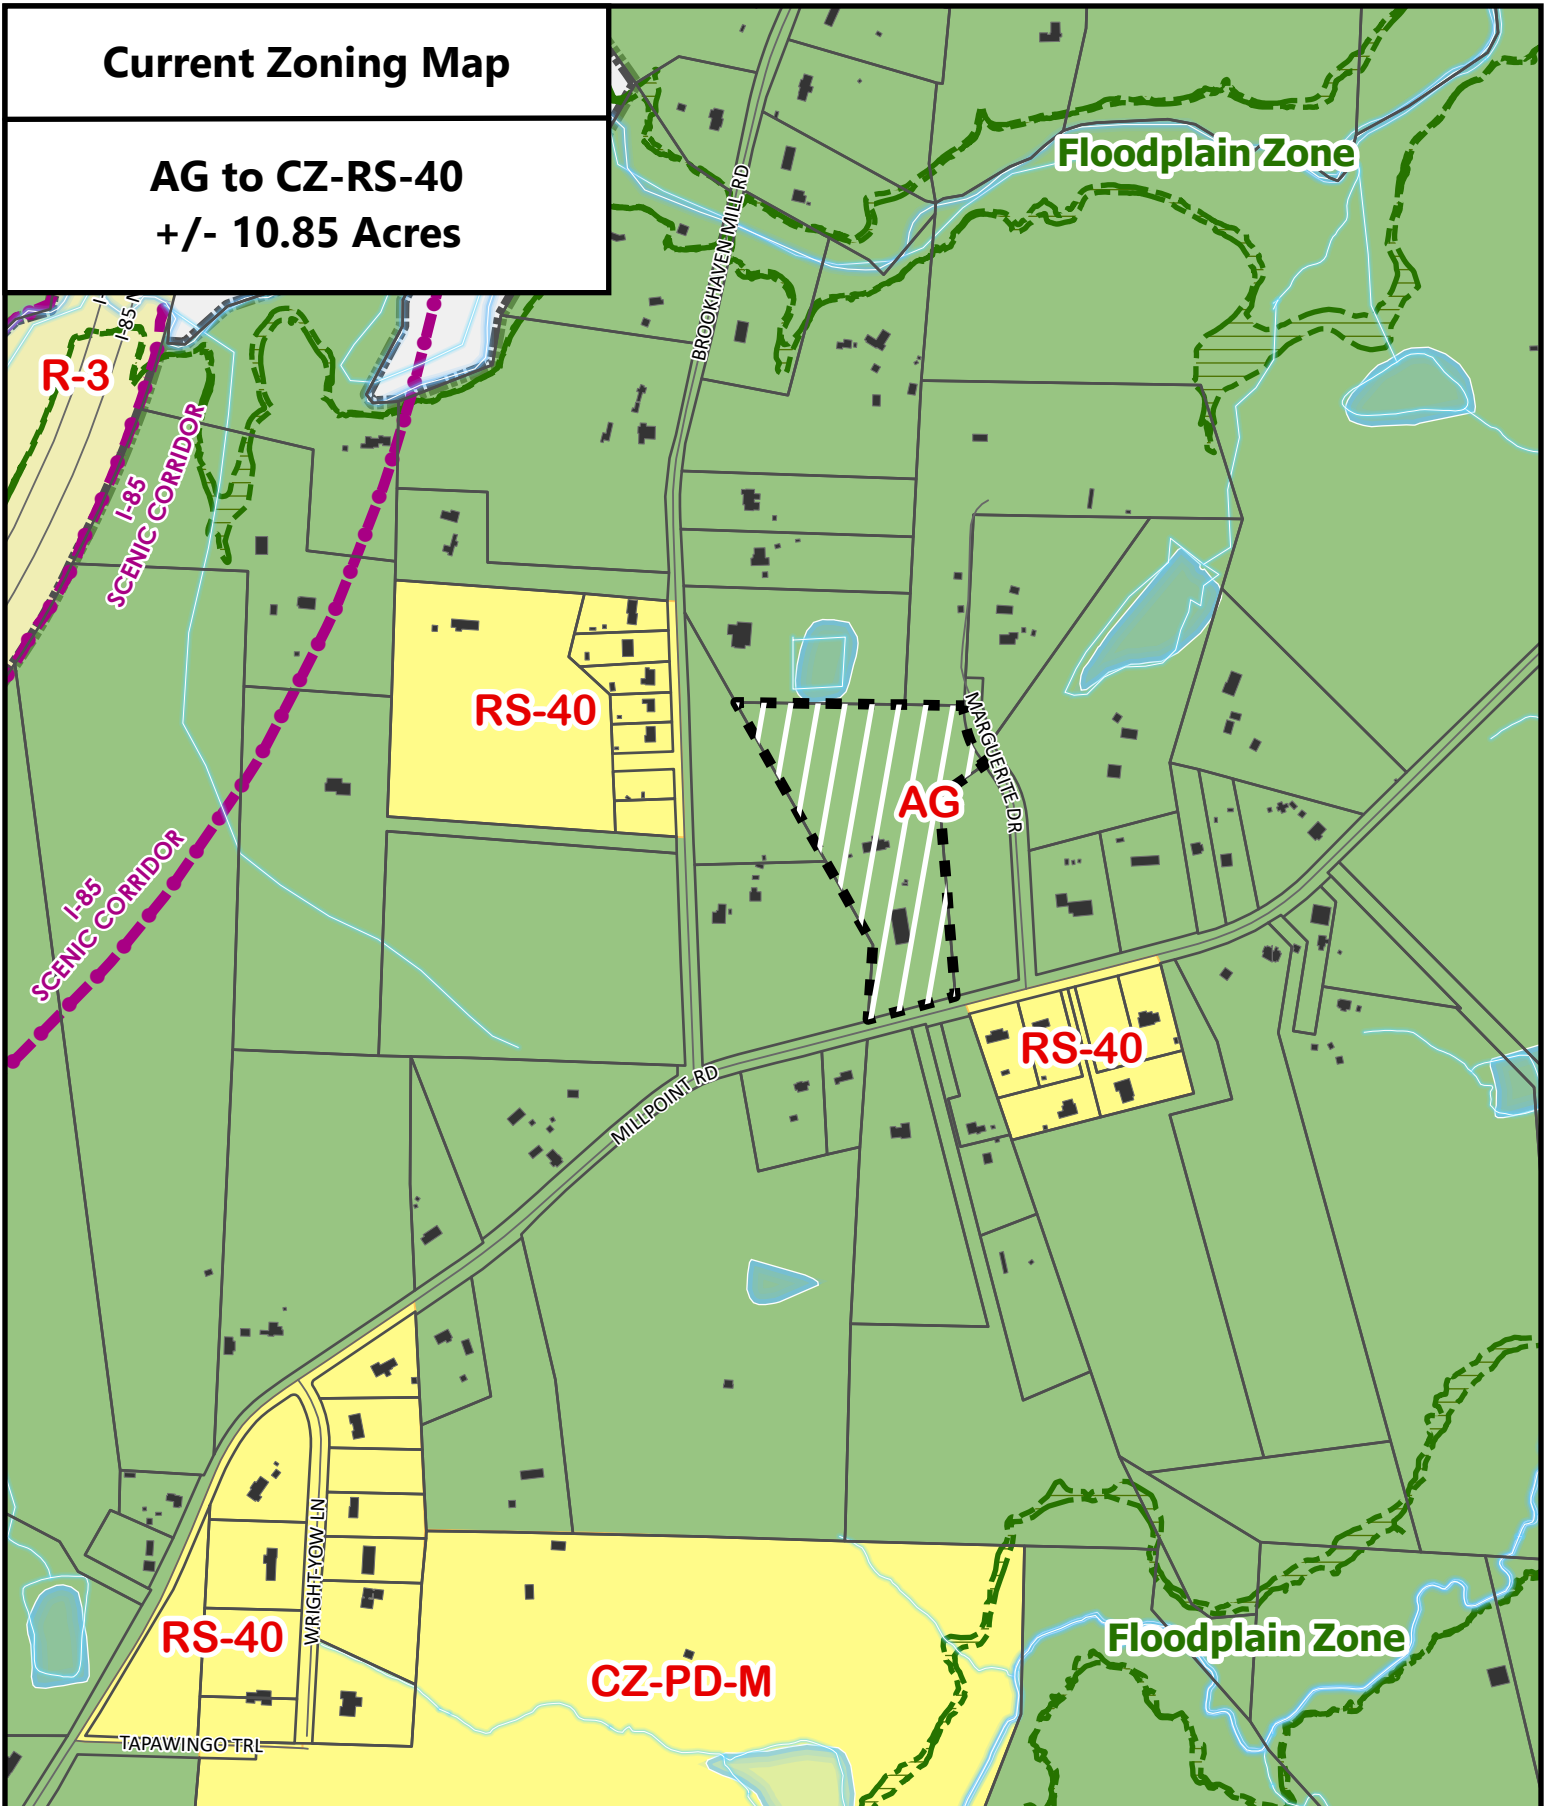 Current Zoning Map
AG to CZ-RS-40
+/- 10.85 Acres
Floodplain Zone
BROOKHAVEN MILL RD
R-3
I-85
SCENIC CORRIDOR
RS-40
MARGUERITE DR
AG
I-85
SCENIC CORRIDOR
RS-40
MILLPOINT RD
WRIGHT-YOW LN
RS-40
Floodplain Zone
CZ-PD-M
TAPAWINGO TRL